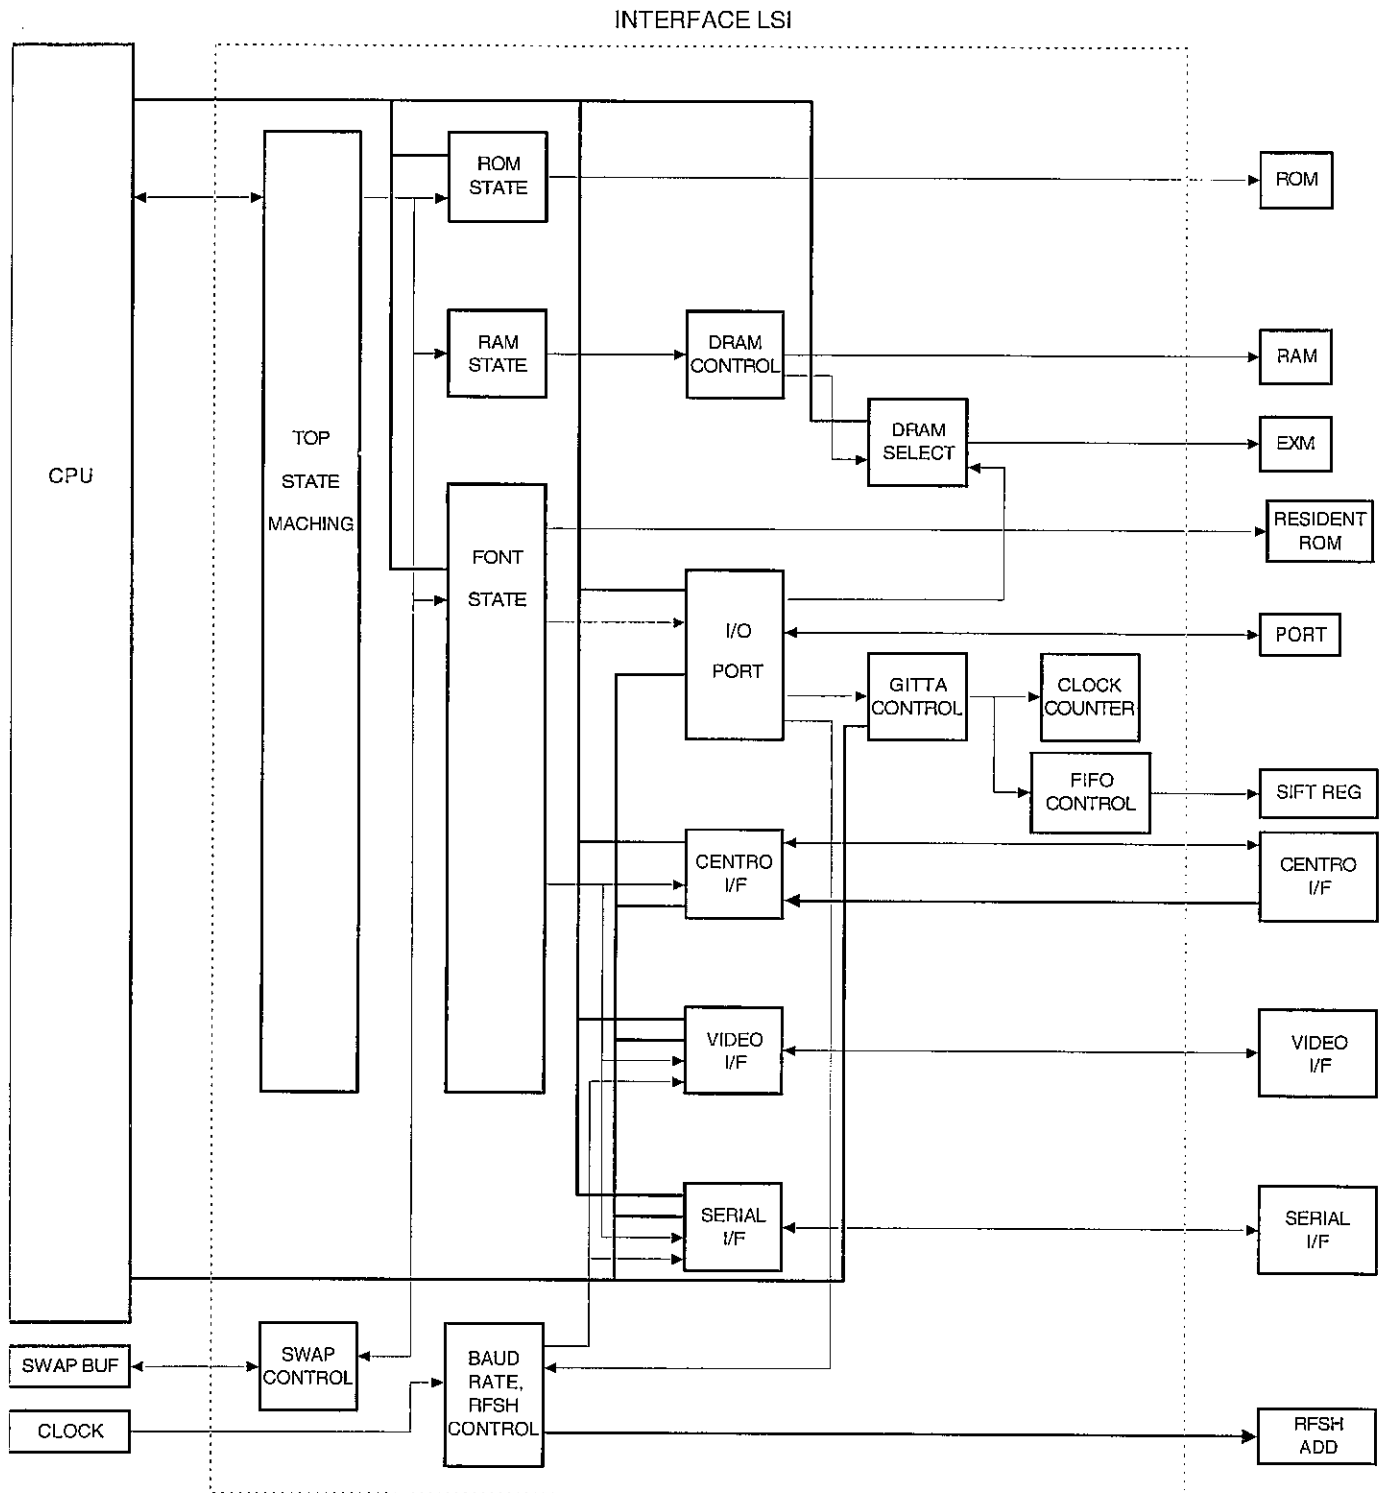 INTERFACE LSI
ROM
STATE
ROM
RAM
STATE
DRAM
CONTROL
RAM
TOP
STATE
MACHING
DRAM
SELECT
EXM
CPU
FONT
STATE
RESIDENT
ROM
I/O
PORT
PORT
GITTA
CONTROL
CLOCK
COUNTER
FIFO
CONTROL
SIFT REG
CENTRO
I/F
CENTRO
I/F
VIDEO
I/F
VIDEO
I/F
SERIAL
I/F
SERIAL
I/F
SWAP BUF
SWAP
CONTROL
BAUD
RATE,
RFSH
CONTROL
CLOCK
RFSH
ADD